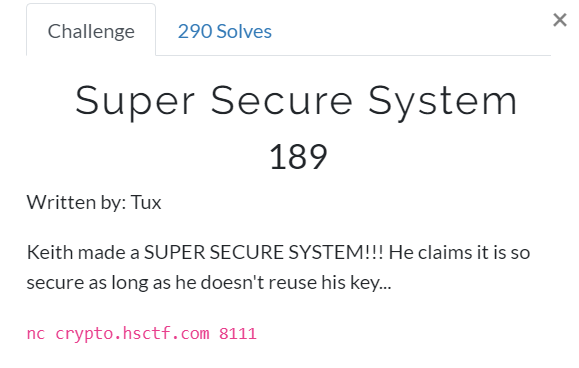 Challenge
290 Solves
×
Super Secure System
189
Written by: Tux
Keith made a SUPER SECURE SYSTEM!!! He claims it is so
secure as long as he doesn't reuse his key...
nc crypto.hsctf.com 8111